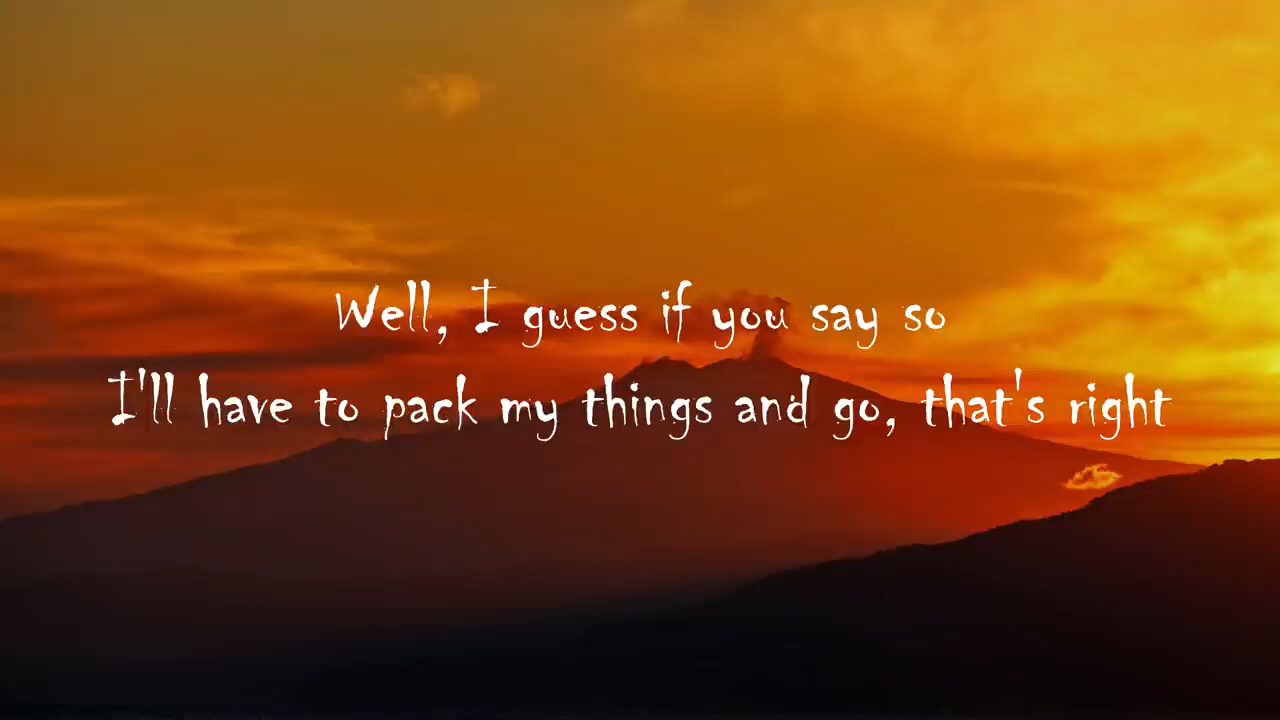 Well, I guess if you say so
I'll have to pack my things and go, that's right